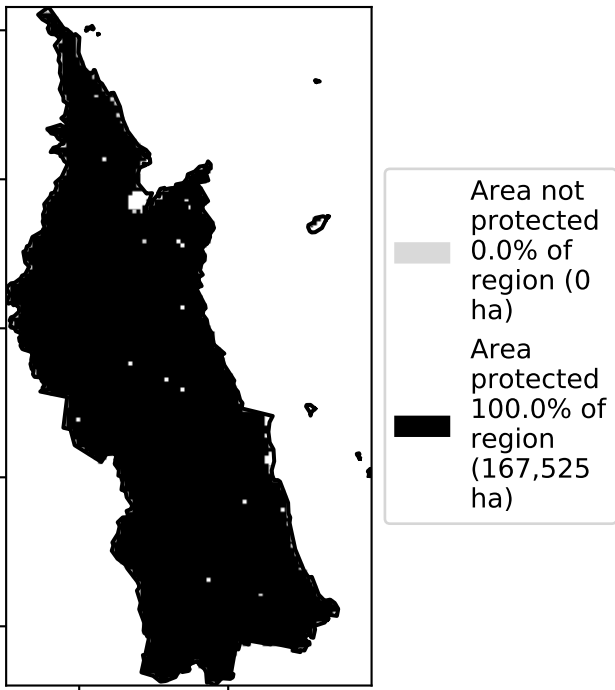 Area not
protected
0.0% of
region (0
ha)
Area
protected
100.0% of
region
(167,525
ha)